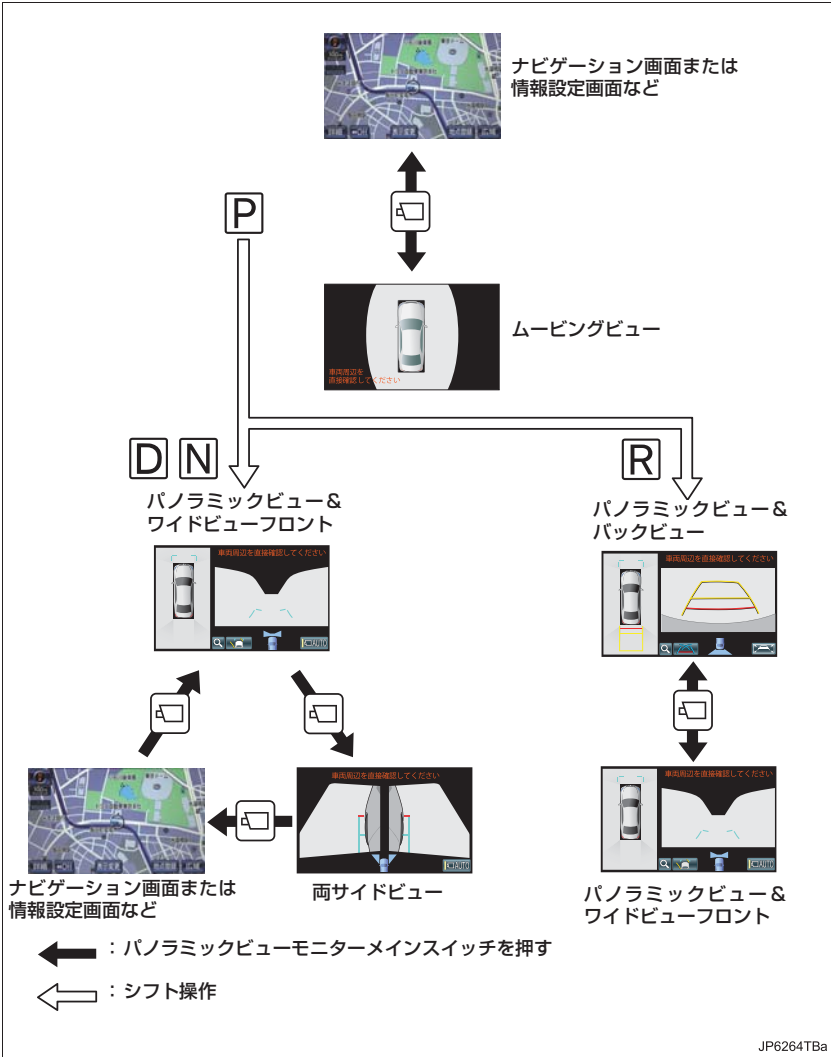 ナビゲーション画面または
情報設定画面など
P
ムービングビュー
車両周辺を
直接確認してください
D N
R
パノラミックビュー＆
ワイドビューフロント
パノラミックビュー＆
バックビュー
車両周辺を直接確認してください
AUTO
車両周辺を直接確認してください
車両周辺を直接確認してください
AUTO
車両周辺を直接確認してください
AUTO
ナビゲーション画面または
情報設定画面など
両サイドビュー
パノラミックビュー＆
ワイドビューフロント
：パノラミックビューモニターメインスイッチを押す
：シフト操作
JP6264TBa